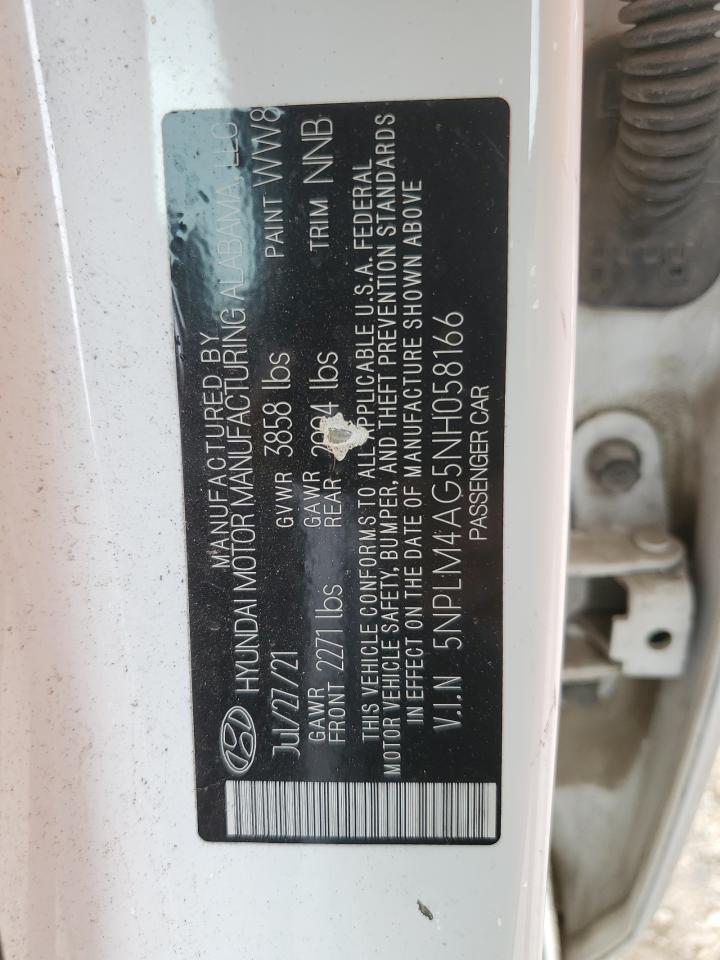 MANUFACTURED BY
HYUNDAI MOTOR MANUFACTURING ALABAMA, LLC
Jul/27/21 GVWR 3858 lbs PAINT WW8
GAWR FRONT 2271 lbs GAWR REAR lbs TRIM NNB
THIS VEHICLE CONFORMS TO ALL APPLICABLE U.S.A. FEDERAL
MOTOR VEHICLE SAFETY, BUMPER, AND THEFT PREVENTION STANDARDS
IN EFFECT ON THE DATE OF MANUFACTURE SHOWN ABOVE
V.I.N 5NPLM4AG5NH058166
PASSENGER CAR